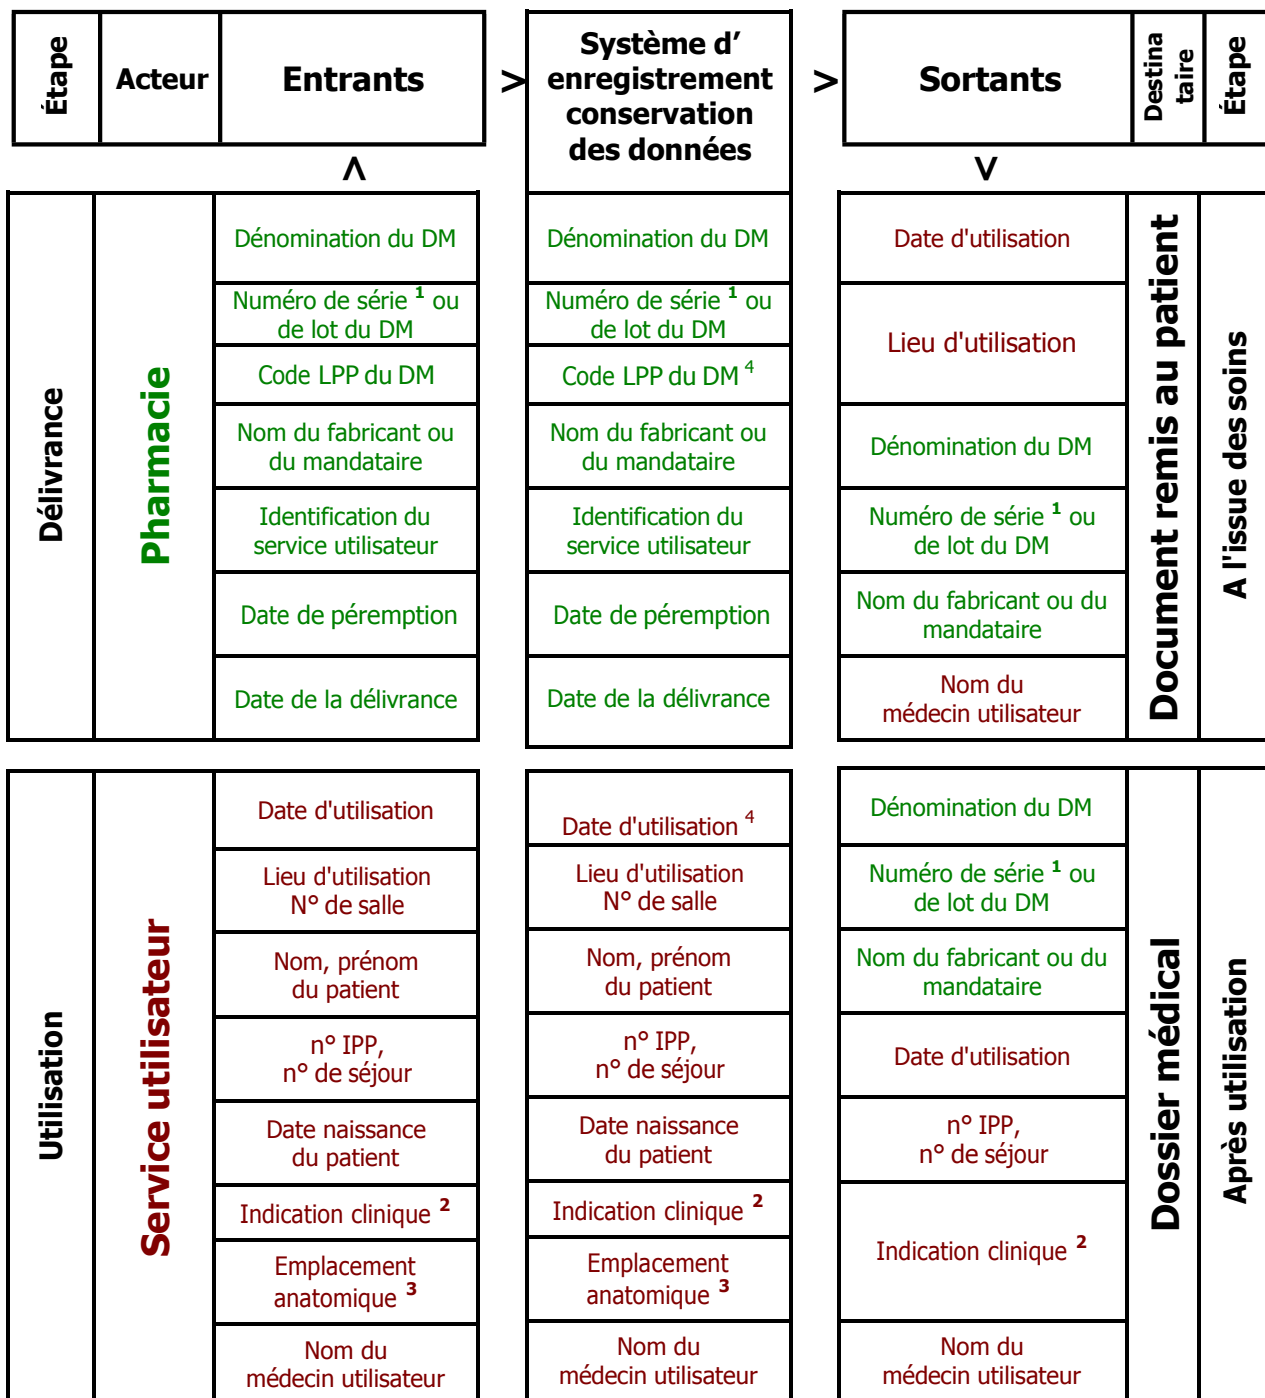 Étape
Acteur
Entrants
>
Système d'
enregistrement
conservation
des données
>
Sortants
Destina
taire
Étape
>
>
Délivrance
Pharmacie
Dénomination du DM
Numéro de série 1 ou
de lot du DM
Code LPP du DM
Nom du fabricant ou
du mandataire
Identification du
service utilisateur
Date de péremption
Date de la délivrance
Dénomination du DM
Numéro de série 1 ou
de lot du DM
Code LPP du DM 4
Nom du fabricant ou
du mandataire
Identification du
service utilisateur
Date de péremption
Date de la délivrance
Date d'utilisation
Lieu d'utilisation
Dénomination du DM
Numéro de série 1 ou
de lot du DM
Nom du fabricant ou du
mandataire
Nom du
médecin utilisateur
Document remis au patient
A l'issue des soins
Utilisation
Service utilisateur
Date d'utilisation
Lieu d'utilisation
N° de salle
Nom, prénom
du patient
n° IPP,
n° de séjour
Date naissance
du patient
Indication clinique 2
Emplacement
anatomique 3
Nom du
médecin utilisateur
Date d'utilisation 4
Lieu d'utilisation
N° de salle
Nom, prénom
du patient
n° IPP,
n° de séjour
Date naissance
du patient
Indication clinique 2
Emplacement
anatomique 3
Nom du
médecin utilisateur
Dénomination du DM
Numéro de série 1 ou
de lot du DM
Nom du fabricant ou du
mandataire
Date d'utilisation
n° IPP,
n° de séjour
Indication clinique 2
Nom du
médecin utilisateur
Dossier médical
Après utilisation